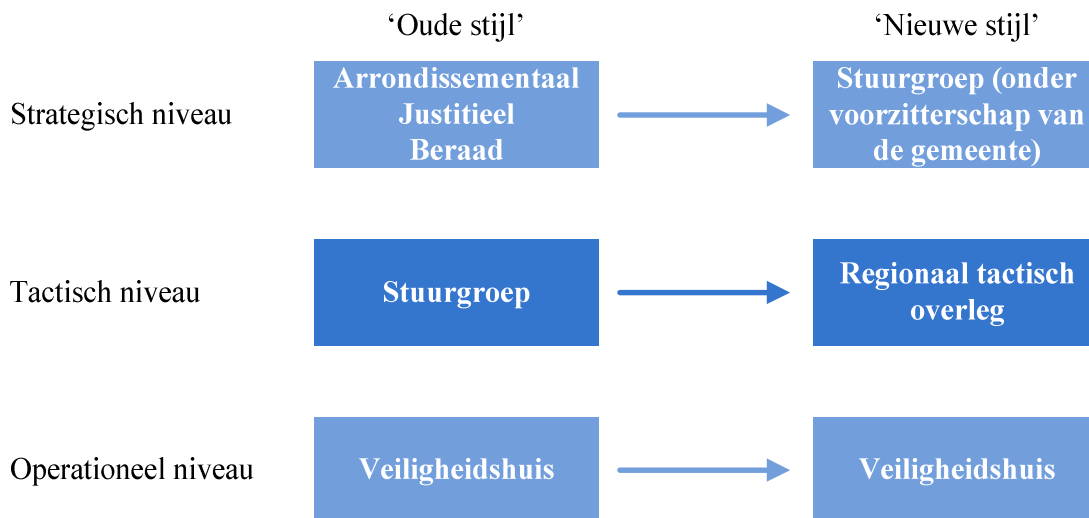 ‘Oude stijl’
‘Nieuwe stijl’
Strategisch niveau
Arrondissementaal
Justitieel
Beraad
Stuurgroep (onder
voorzitterschap van
de gemeente)
Tactisch niveau
Stuurgroep
Regionaal tactisch
overleg
Operationeel niveau
Veiligheidshuis
Veiligheidshuis